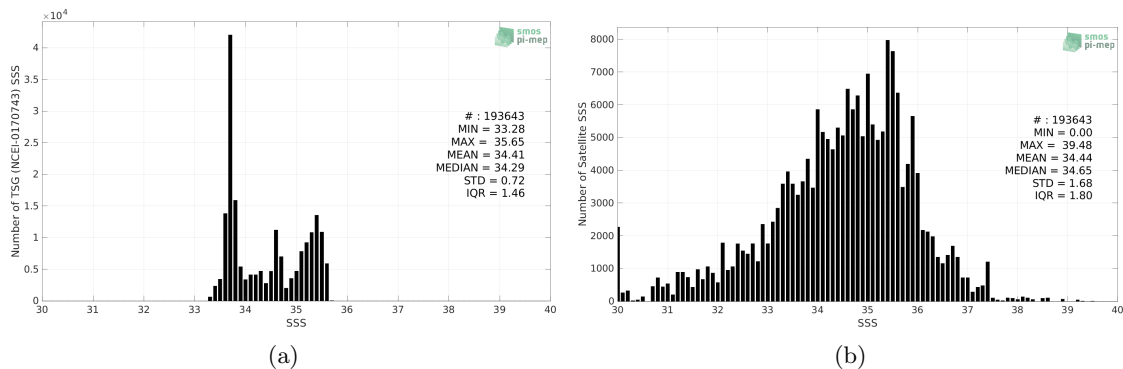 ×10⁴
4
3.5
3
2.5
2
1.5
1
0.5
0
30 31 32 33 34 35 36 37 38 39 40
SSS
Number of TSG (NCEI-0170743) SSS
smos
pi-mep
# : 193643
MIN = 33.28
MAX = 35.65
MEAN = 34.41
MEDIAN = 34.29
STD = 0.72
IQR = 1.46
(a)
8000
7000
6000
5000
4000
3000
2000
1000
0
30 31 32 33 34 35 36 37 38 39 40
SSS
Number of Satellite SSS
smos
pi-mep
# : 193643
MIN = 0.00
MAX = 39.48
MEAN = 34.44
MEDIAN = 34.65
STD = 1.68
IQR = 1.80
(b)